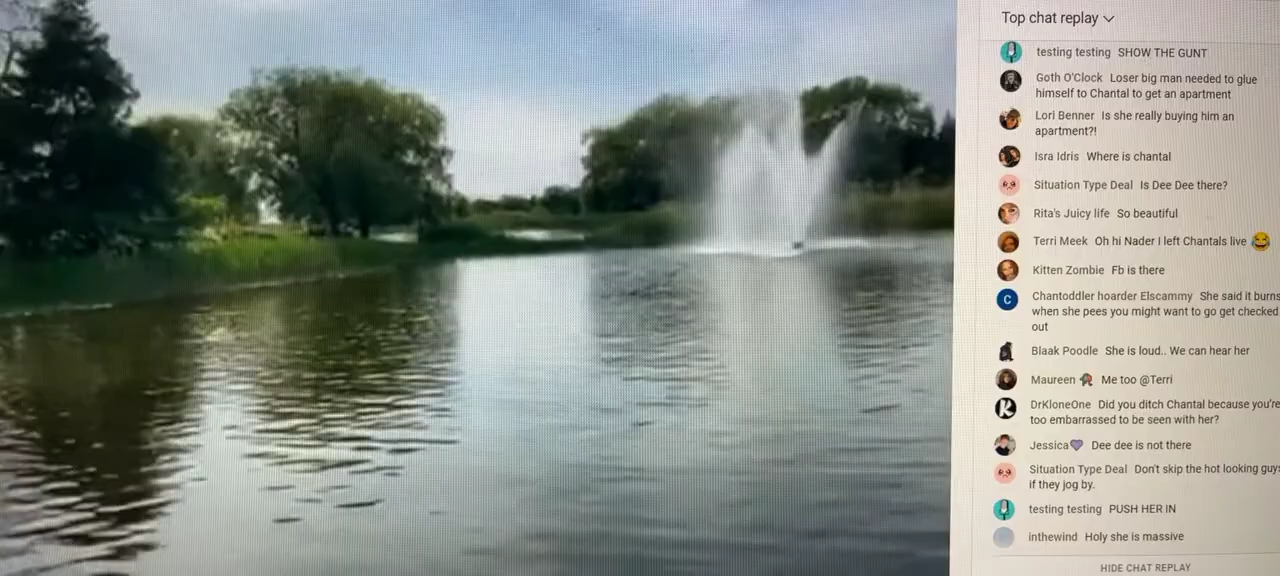 Top chat replay
testing testing SHOW THE GUNT
Goth O'Clock Loser big man needed to glue
himself to Chantal to get an apartment
Lori Benner Is she really buying him an
apartment?!
Isra Idris Where is chantal
Situation Type Deal Is Dee Dee there?
Rita's Juicy life So beautiful
Terri Meek Oh hi Nader I left Chantals live 😂
Kitten Zombie Fb is there
C
Chantoddler hoarder Elscammy She said it burns
when she pees you might want to go get checked
out
Blaak Poodle She is loud.. We can hear her
Maureen Me too @Terri
K
DrKloneOne Did you ditch Chantal because you're
too embarrassed to be seen with her?
Jessica💜 Dee dee is not there
Situation Type Deal Don't skip the hot looking guys
if they jog by.
testing testing PUSH HER IN
inthewind Holy she is massive
HIDE CHAT REPLAY